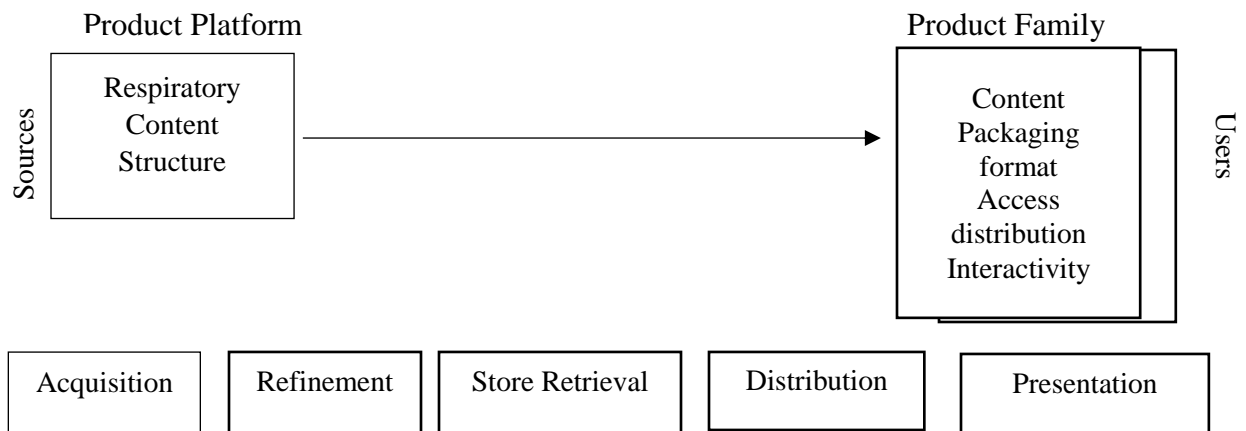 Product Platform
Product Family
Sources
Respiratory
Content
Structure
Content
Packaging
format
Access
distribution
Interactivity
Users
Acquisition
Refinement
Store Retrieval
Distribution
Presentation